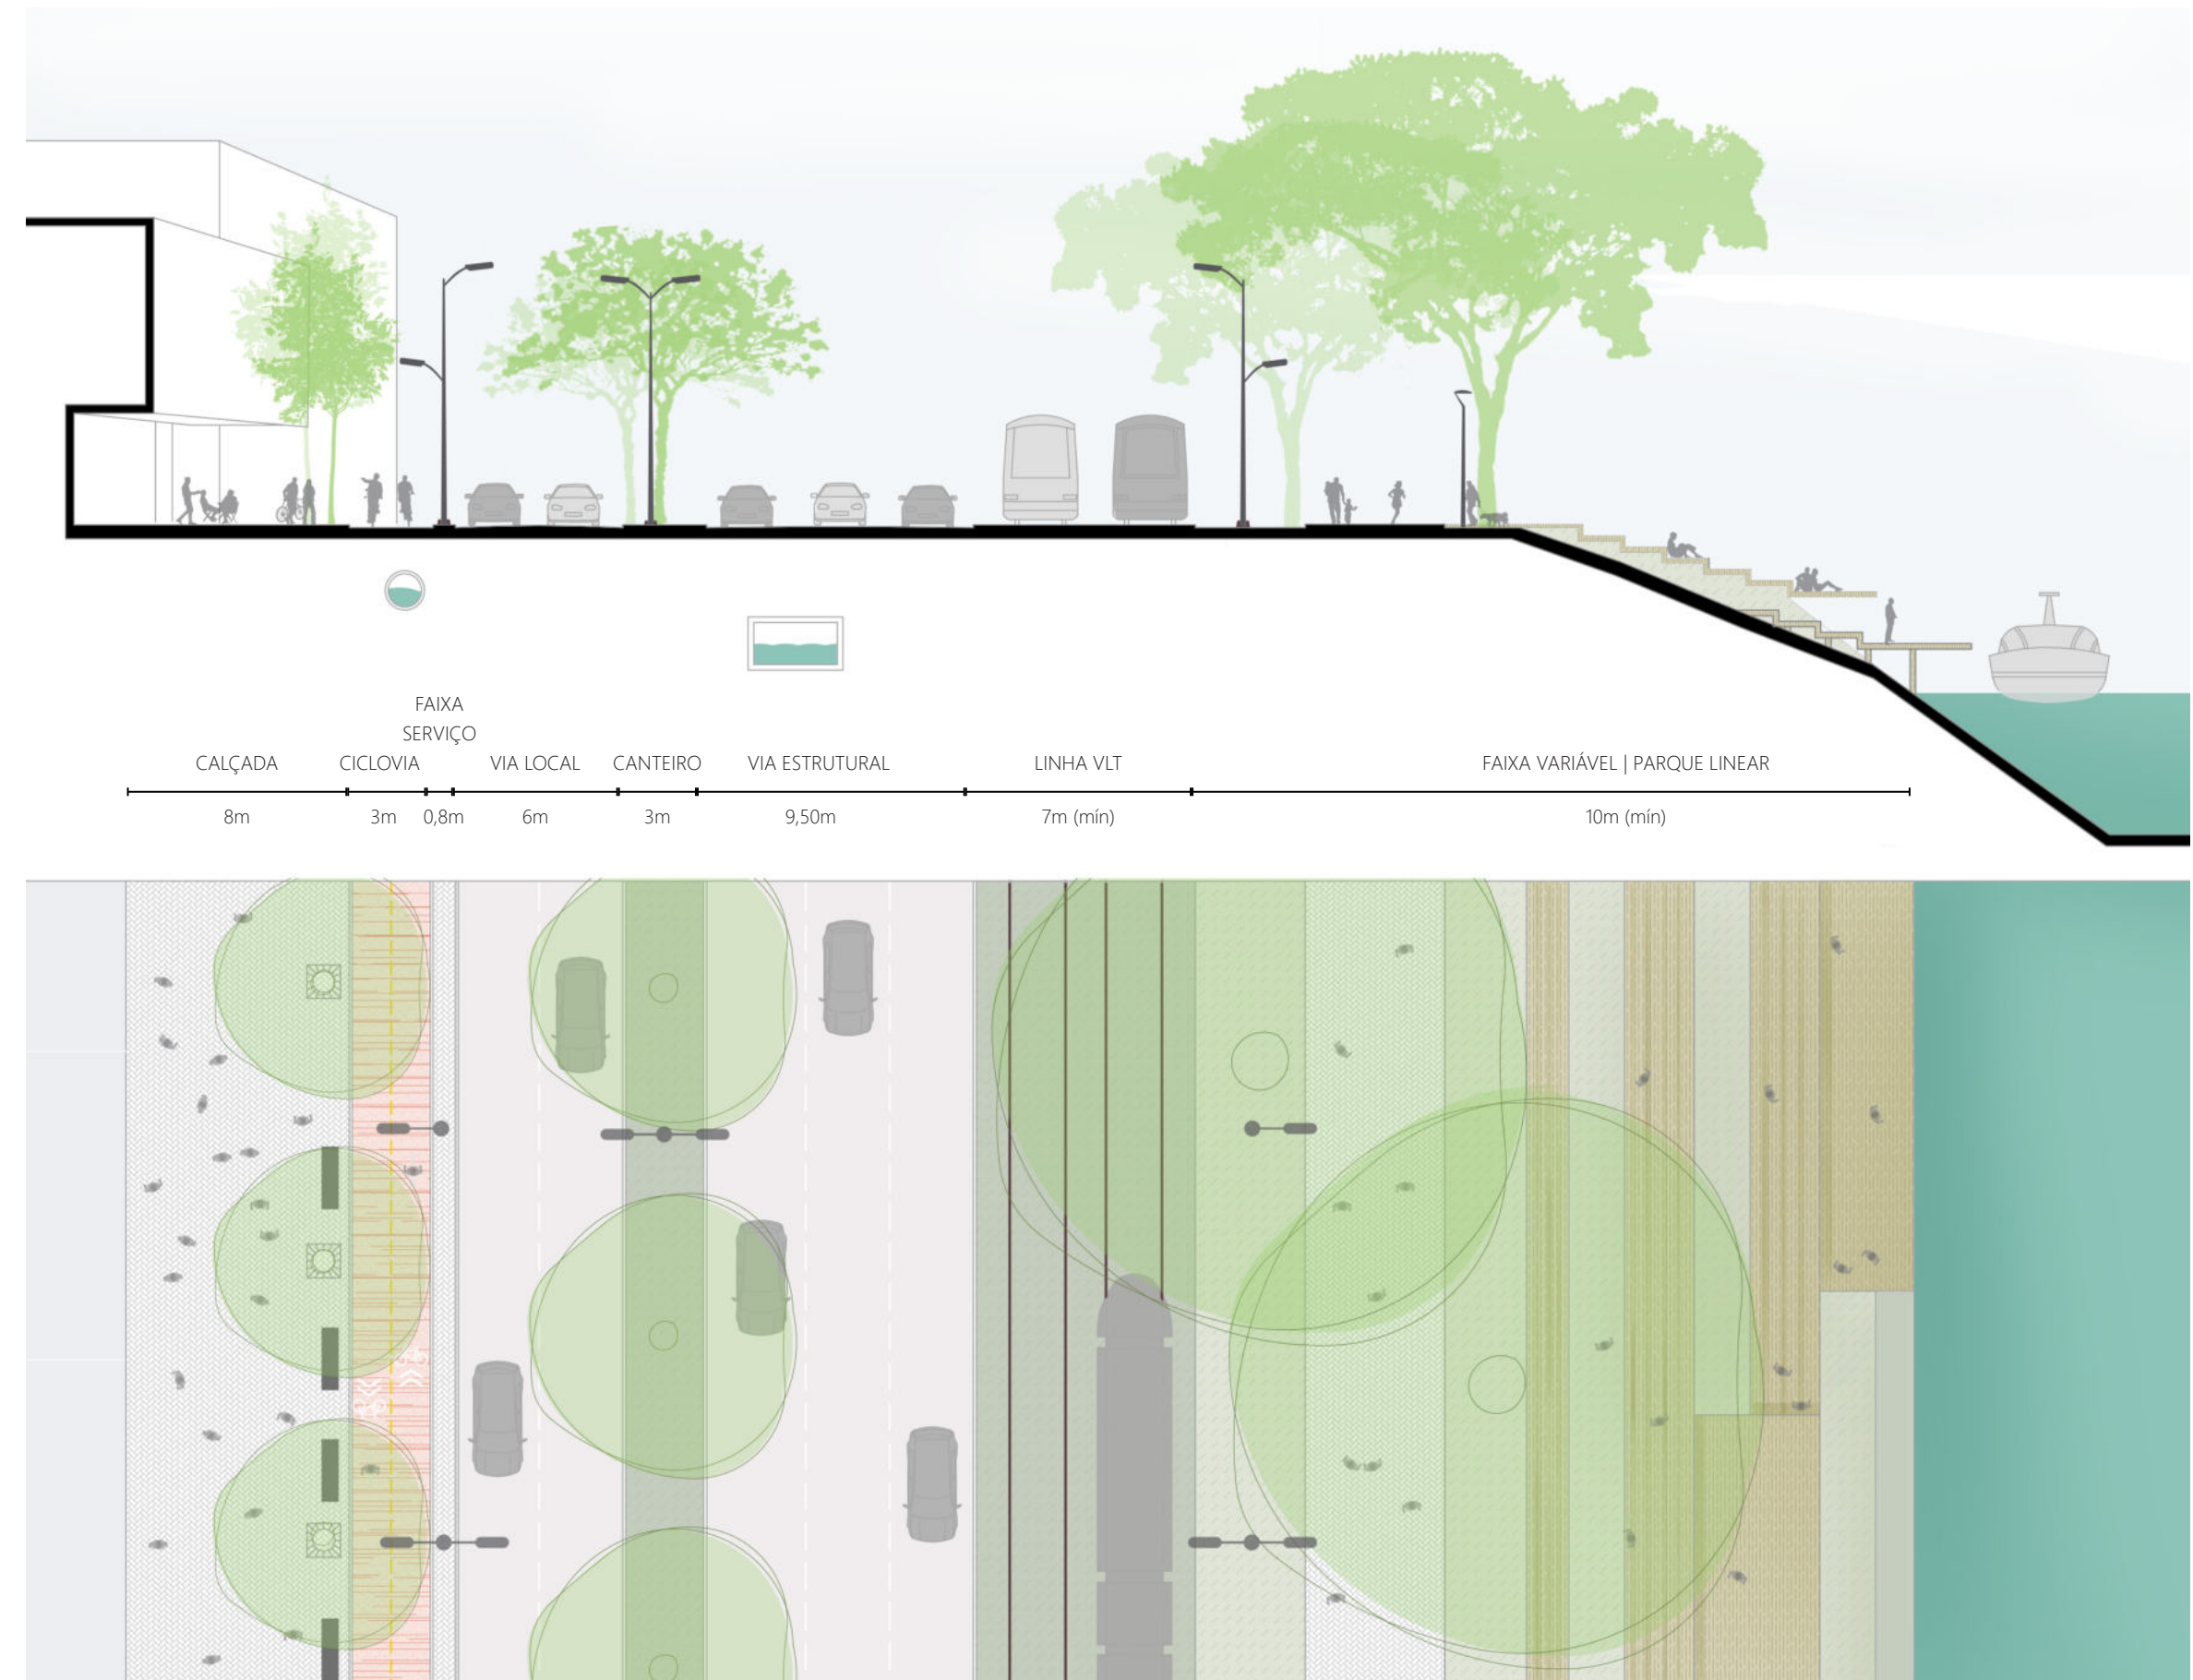 FAIXA
SERVIÇO
CALÇADA CICLOVIA VIA LOCAL CANTEIRO VIA ESTRUTURAL LINHA VLT FAIXA VARIÁVEL | PARQUE LINEAR
8m 3m 0,8m 6m 3m 9,50m 7m (mín) 10m (mín)